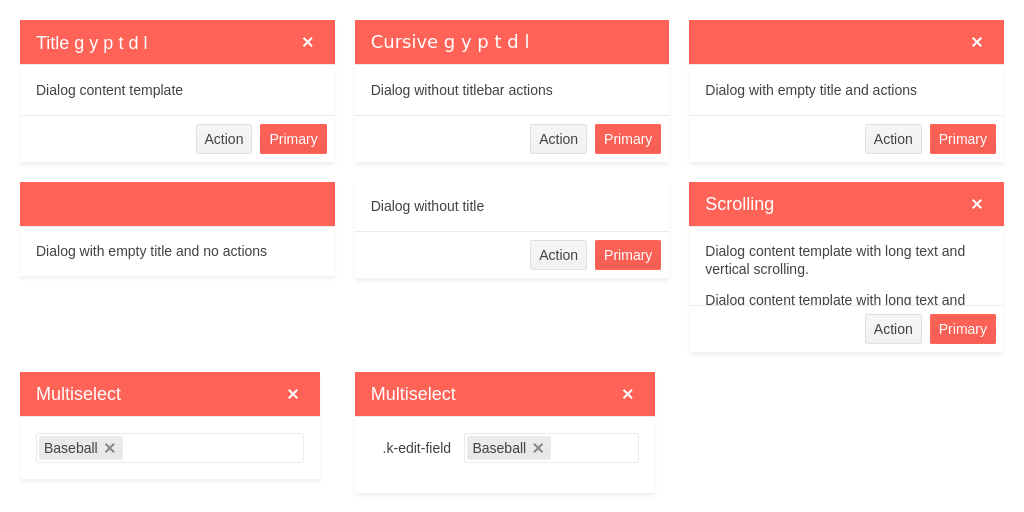 Title g y p t d l
Dialog content template
Action Primary
Cursive g y p t d l
Dialog without titlebar actions
Action Primary
Dialog with empty title and actions
Action Primary
Dialog with empty title and no actions
Dialog without title
Action Primary
Scrolling
Dialog content template with long text and
vertical scrolling.
Dialog content template with long text and
Action Primary
Multiselect
Baseball
Multiselect
.k-edit-field Baseball